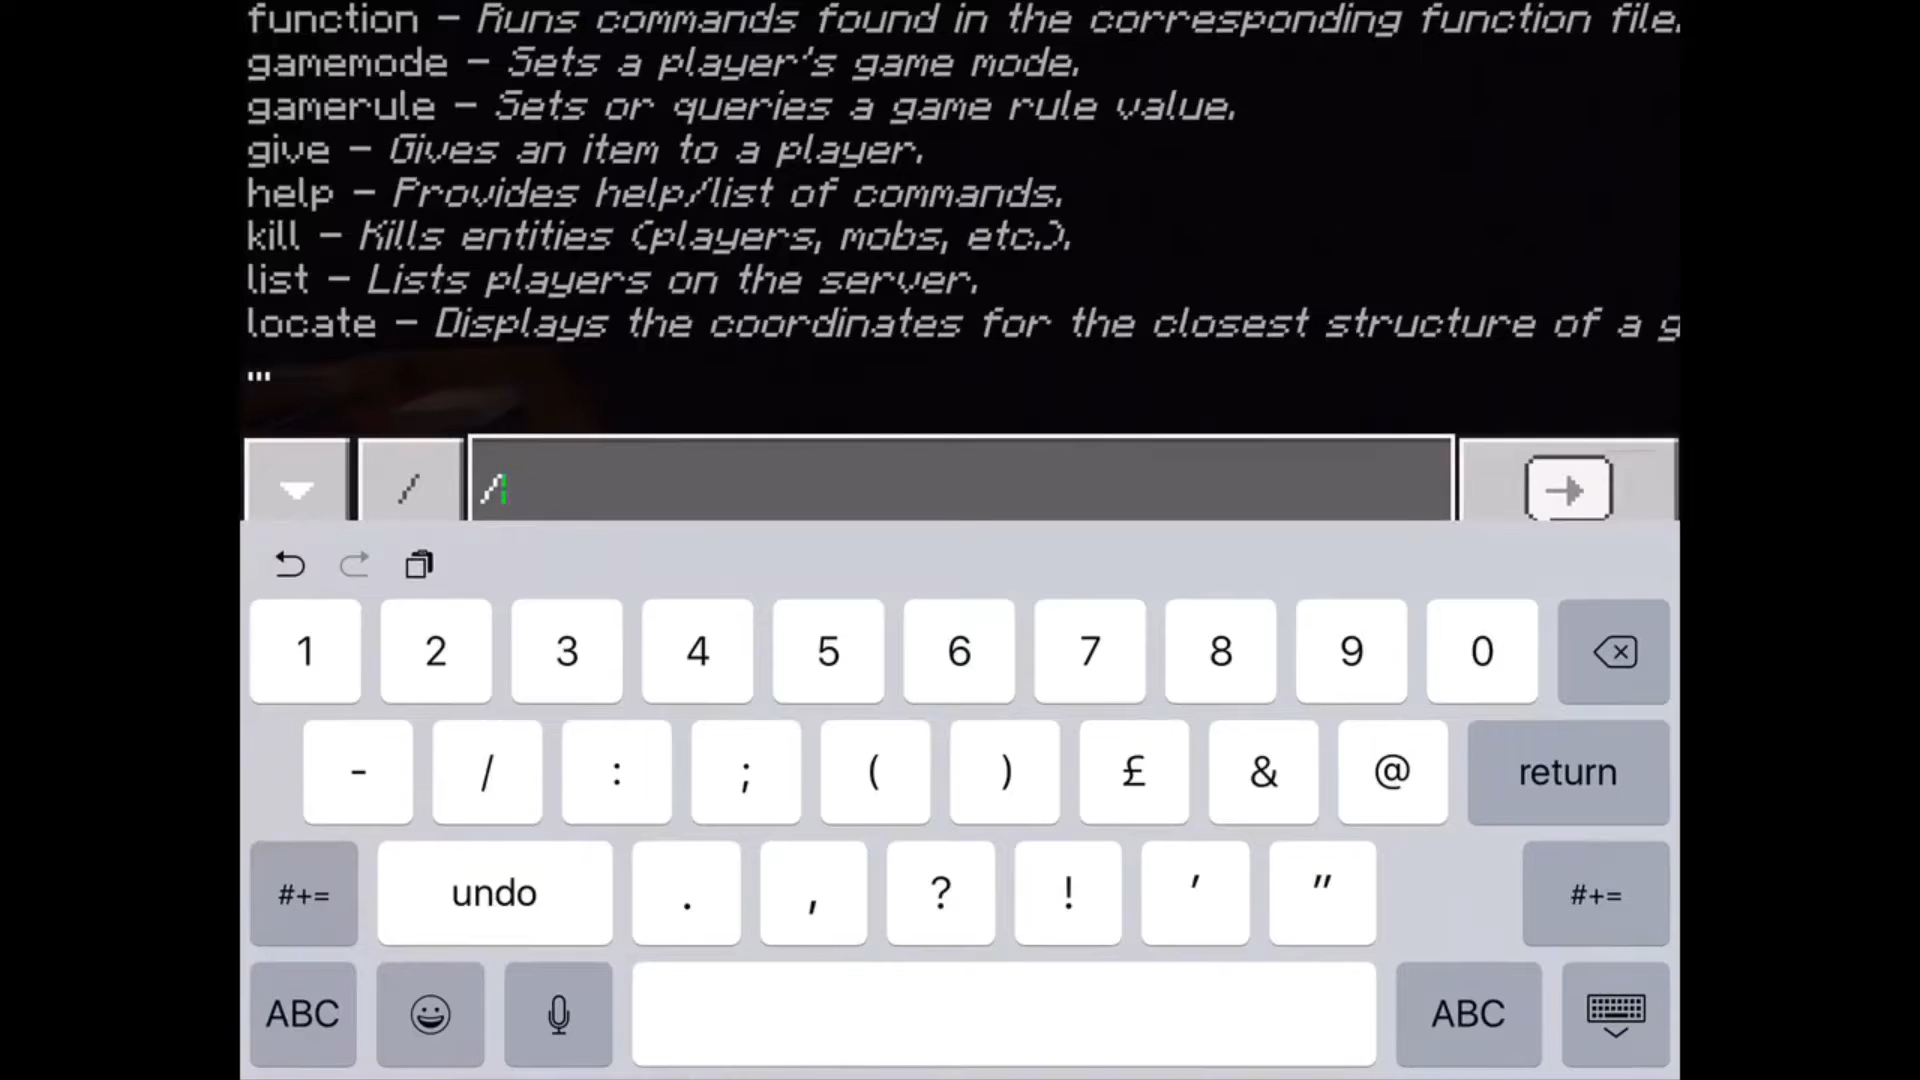 function – Runs commands found in the corresponding function file.
gamemode – Sets a player's game mode.
gamerule – Sets or queries a game rule value.
give – Gives an item to a player.
help – Provides help/list of commands.
kill – Kills entities (players, mobs, etc.).
list – Lists players on the server.
locate – Displays the coordinates for the closest structure of a g
...
/ /
1 2 3 4 5 6 7 8 9 0
- / : ; ( ) £ & @ return
#+= undo . , ? ! ' " #+=
ABC ABC